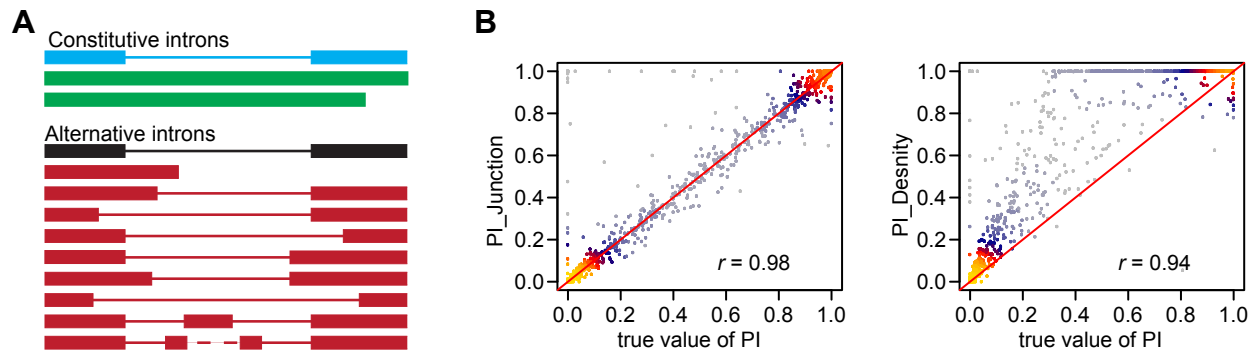 A
Constitutive introns
Alternative introns
B
PI_Junction
1.0
0.8
0.6
0.4
0.2
0.0
r = 0.98
0.0 0.2 0.4 0.6 0.8 1.0
true value of PI
PI_Desnity
1.0
0.8
0.6
0.4
0.2
0.0
r = 0.94
0.0 0.2 0.4 0.6 0.8 1.0
true value of PI